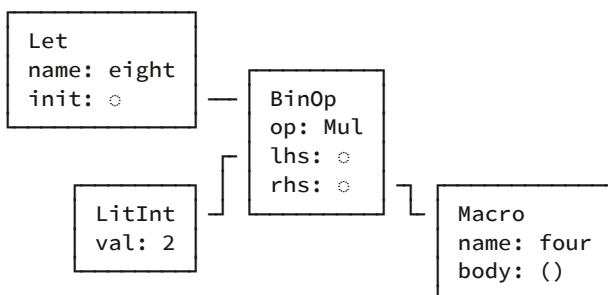 Let
name: eight
init: ◌
BinOp
op: Mul
lhs: ◌
rhs: ◌
LitInt
val: 2
Macro
name: four
body: ()